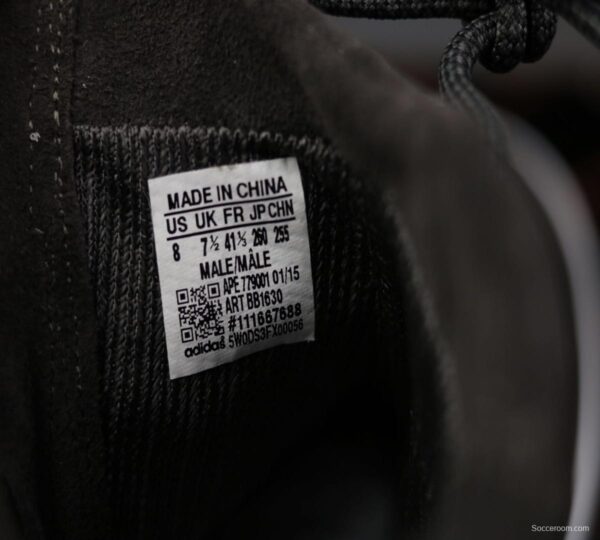 MADE IN CHINA
US UK FR JP CHN
8 7½ 41⅓ 260 255
MALE/MÂLE
APE 779001 01/15
ART BB1630
#111667688
adidas 5W0DS3FX00056
Socceroom.com